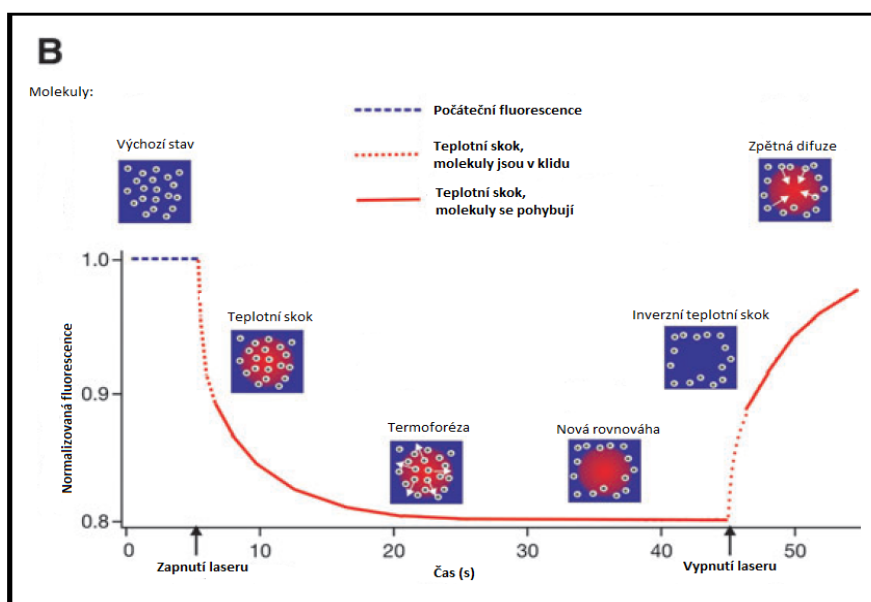 B
Molekuly:
Počáteční fluorescence
Teplotní skok,
molekuly jsou v klidu
Teplotní skok,
molekuly se pohybují
Výchozí stav
Zpětná difuze
1.0
0.9
0.8
Normalizovaná fluorescence
Teplotní skok
Inverzní teplotní skok
Termoforéza
Nová rovnováha
0
10
20
30
40
50
Zapnutí laseru
Čas (s)
Vypnutí laseru